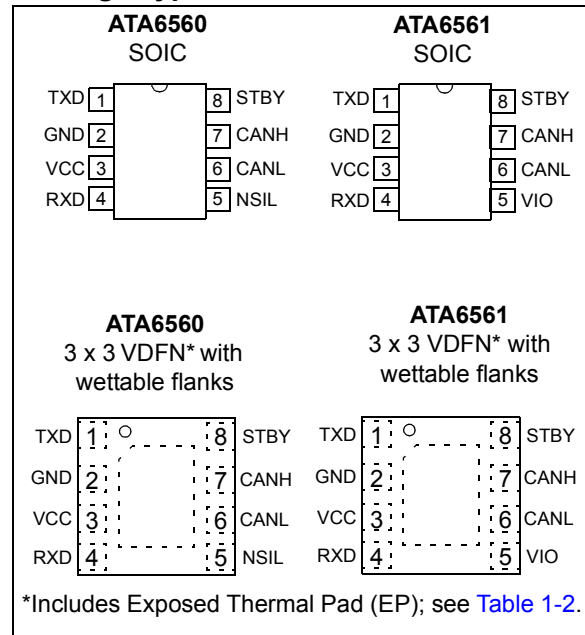 ATA6560
SOIC
TXD 1 8 STBY
GND 2 7 CANH
VCC 3 6 CANL
RXD 4 5 NSIL
ATA6561
SOIC
TXD 1 8 STBY
GND 2 7 CANH
VCC 3 6 CANL
RXD 4 5 VIO
ATA6560
3 x 3 VDFN* with
wettable flanks
TXD 1 8 STBY
GND 2 7 CANH
VCC 3 6 CANL
RXD 4 5 NSIL
ATA6561
3 x 3 VDFN* with
wettable flanks
TXD 1 8 STBY
GND 2 7 CANH
VCC 3 6 CANL
RXD 4 5 VIO
*Includes Exposed Thermal Pad (EP); see Table 1-2.